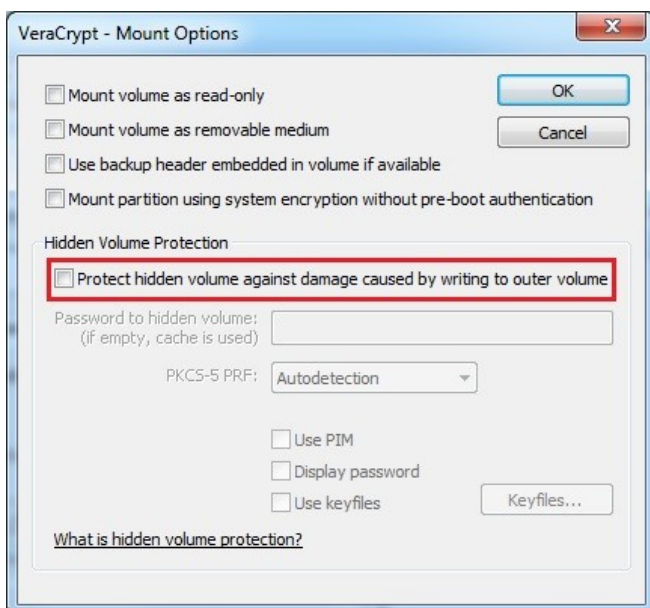 VeraCrypt - Mount Options
Mount volume as read-only
OK
Mount volume as removable medium
Cancel
Use backup header embedded in volume if available
Mount partition using system encryption without pre-boot authentication
Hidden Volume Protection
Protect hidden volume against damage caused by writing to outer volume
Password to hidden volume:
(if empty, cache is used)
PKCS-5 PRF:
Autodetection
Use PIM
Display password
Use keyfiles
Keyfiles...
What is hidden volume protection?